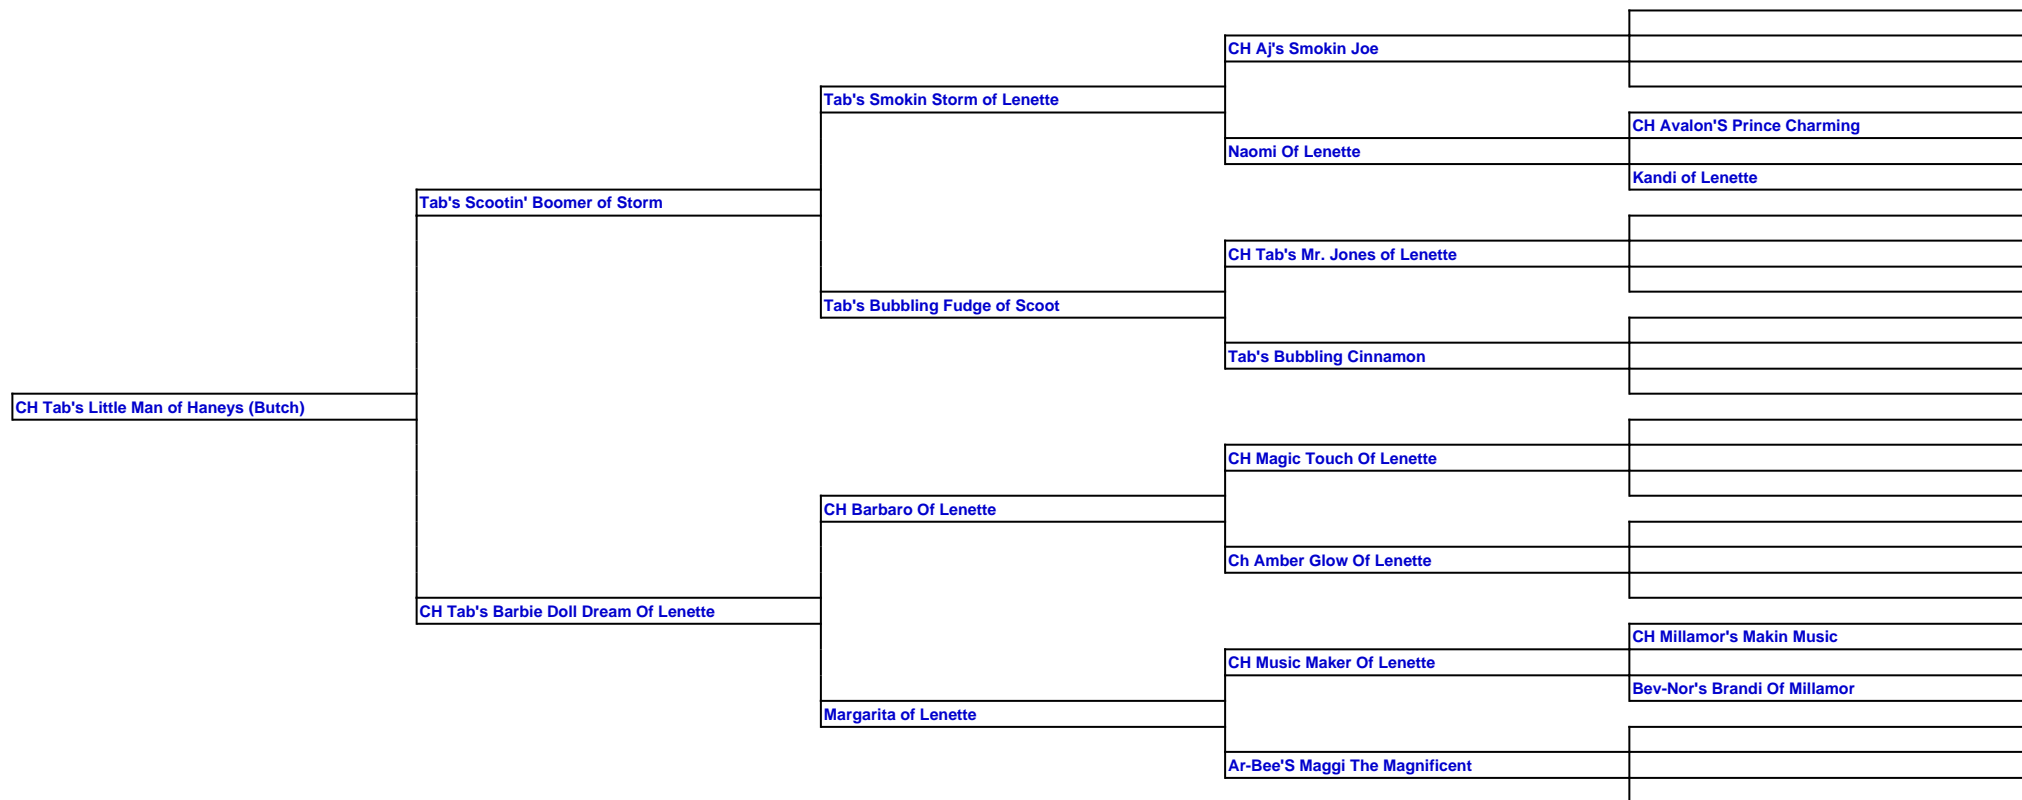 CH Aj's Smokin Joe
Tab's Smokin Storm of Lenette
CH Avalon'S Prince Charming
Naomi Of Lenette
Kandi of Lenette
Tab's Scootin' Boomer of Storm
CH Tab's Mr. Jones of Lenette
Tab's Bubbling Fudge of Scoot
Tab's Bubbling Cinnamon
CH Tab's Little Man of Haneys (Butch)
CH Magic Touch Of Lenette
CH Barbaro Of Lenette
Ch Amber Glow Of Lenette
CH Tab's Barbie Doll Dream Of Lenette
CH Millamor's Makin Music
CH Music Maker Of Lenette
Bev-Nor's Brandi Of Millamor
Margarita of Lenette
Ar-Bee'S Maggi The Magnificent